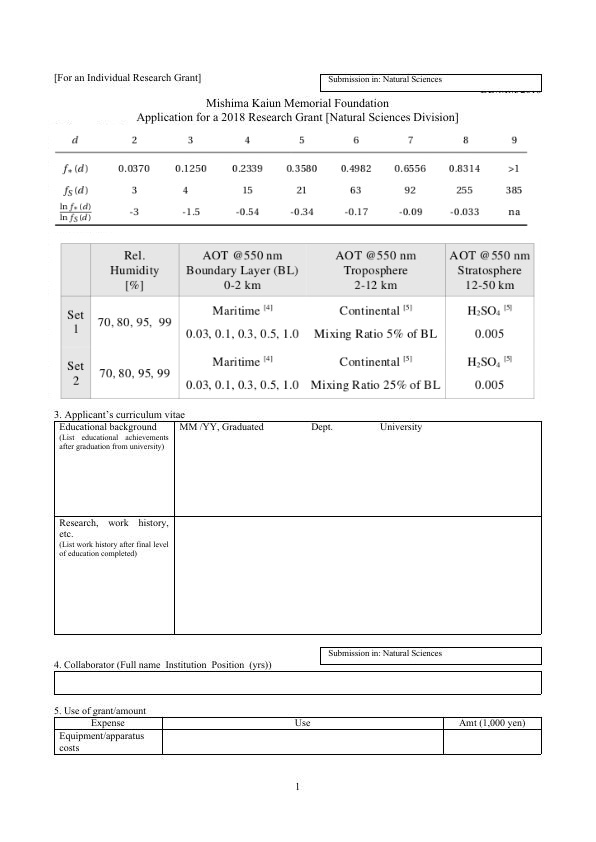 [For an Individual Research Grant]
Submission in: Natural Sciences
Mishima Kaiun Memorial Foundation
Application for a 2018 Research Grant [Natural Sciences Division]
d 2 3 4 5 6 7 8 9
f*(d) 0.0370 0.1250 0.2339 0.3580 0.4982 0.6556 0.8314 >1
fS(d) 3 4 15 21 63 92 255 385
ln f*(d) / ln fS(d) -3 -1.5 -0.54 -0.34 -0.17 -0.09 -0.033 na
Rel. AOT @550 nm AOT @550 nm AOT @550 nm
Humidity Boundary Layer (BL) Troposphere Stratosphere
[%] 0-2 km 2-12 km 12-50 km
Set 1 70, 80, 95, 99 Maritime [4] Continental [5] H2SO4 [5]
0.03, 0.1, 0.3, 0.5, 1.0 Mixing Ratio 5% of BL 0.005
Set 2 70, 80, 95, 99 Maritime [4] Continental [5] H2SO4 [5]
0.03, 0.1, 0.3, 0.5, 1.0 Mixing Ratio 25% of BL 0.005
3. Applicant's curriculum vitae
Educational background MM /YY, Graduated Dept. University
(List educational achievements
after graduation from university)
Research, work history,
etc.
(List work history after final level
of education completed)
Submission in: Natural Sciences
4. Collaborator (Full name Institution Position (yrs))
5. Use of grant/amount
Expense Use Amt (1,000 yen)
Equipment/apparatus
costs
1